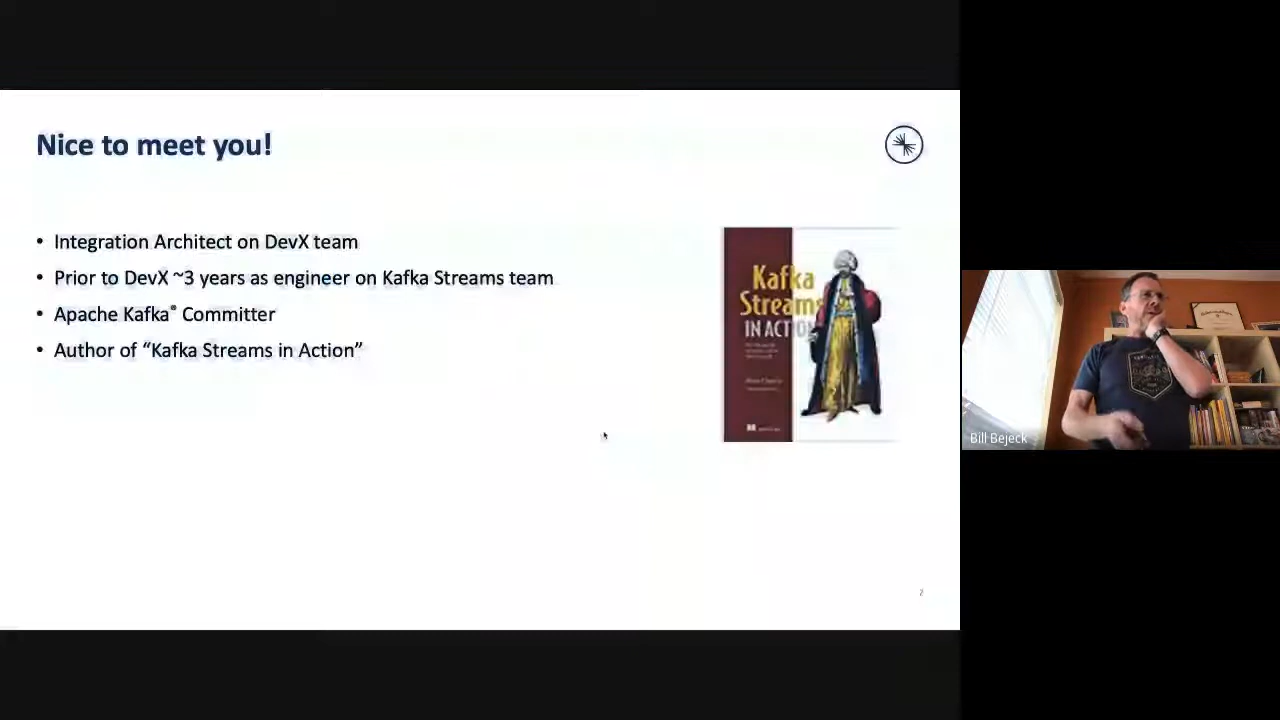 Nice to meet you!
• Integration Architect on DevX team
• Prior to DevX ~3 years as engineer on Kafka Streams team
• Apache Kafka® Committer
• Author of “Kafka Streams in Action”
Kafka
Streams
IN ACTION
2
Bill Bejeck